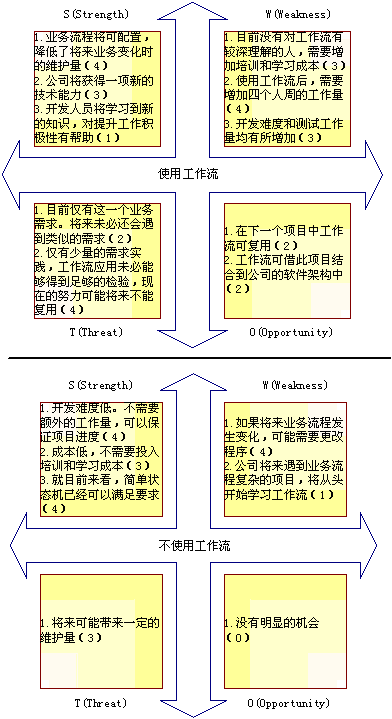 S(Strength)
W(Weakness)
1.业务流程将可配置，
降低了将来业务变化时的
维护量(4)
2.公司将获得一项新的
技术能力(3)
3.开发人员将学习到新
的知识，对提升工作积
极性有帮助(1)
1.目前没有对工作流有
较深理解的人，需要增
加培训和学习成本(3)
2.使用工作流后，需要
增加四个人周的工作量
(4)
3.开发难度和测试工作
量均有所增加(3)
使用工作流
1.目前仅有这一个业务
需求。将来未必还会遇
到类似的需求(2)
2.仅有少量的需求实
践，工作流应用未必能
够得到足够的检验，现
在的努力可能将来不能
复用(4)
1.在下一个项目中工作
流可复用(2)
2.工作流可借此项目结
合到公司的软件架构中
(2)
T(Threat)
O(Opportunity)
S(Strength)
W(Weakness)
1.开发难度低。不需要
额外的工作量，可以保
证项目进度(4)
2.成本低，不需要投入
培训和学习成本(3)
3.就目前来看，简单状
态机已经可以满足要求
(4)
1.如果将来业务流程发
生变化，可能需要更改
程序(4)
2.公司将来遇到业务流
程复杂的项目，将从头
开始学习工作流(1)
不使用工作流
1.将来可能带来一定的
维护量(3)
1.没有明显的机会
(0)
T(Threat)
O(Opportunity)